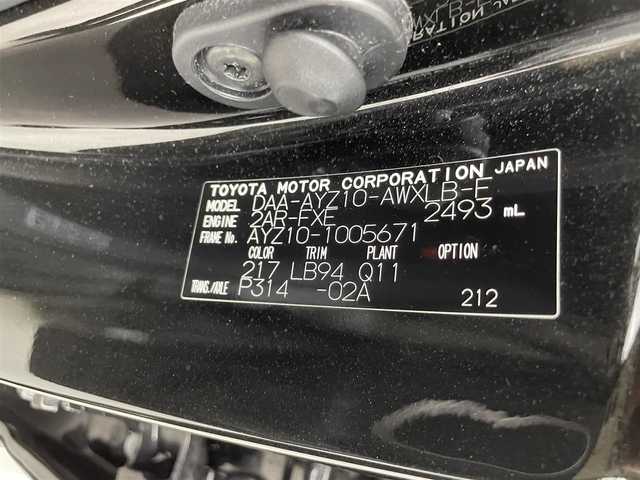 TOYOTA MOTOR CORPORATION JAPAN
MODEL DAA-AYZ10-AWXLB-E
ENGINE 2AR-FXE 2493 mL
FRAME No. AYZ10-1005671
COLOR TRIM PLANT OPTION
217 LB94 Q11
TRANS./AXLE P314 -02A 212